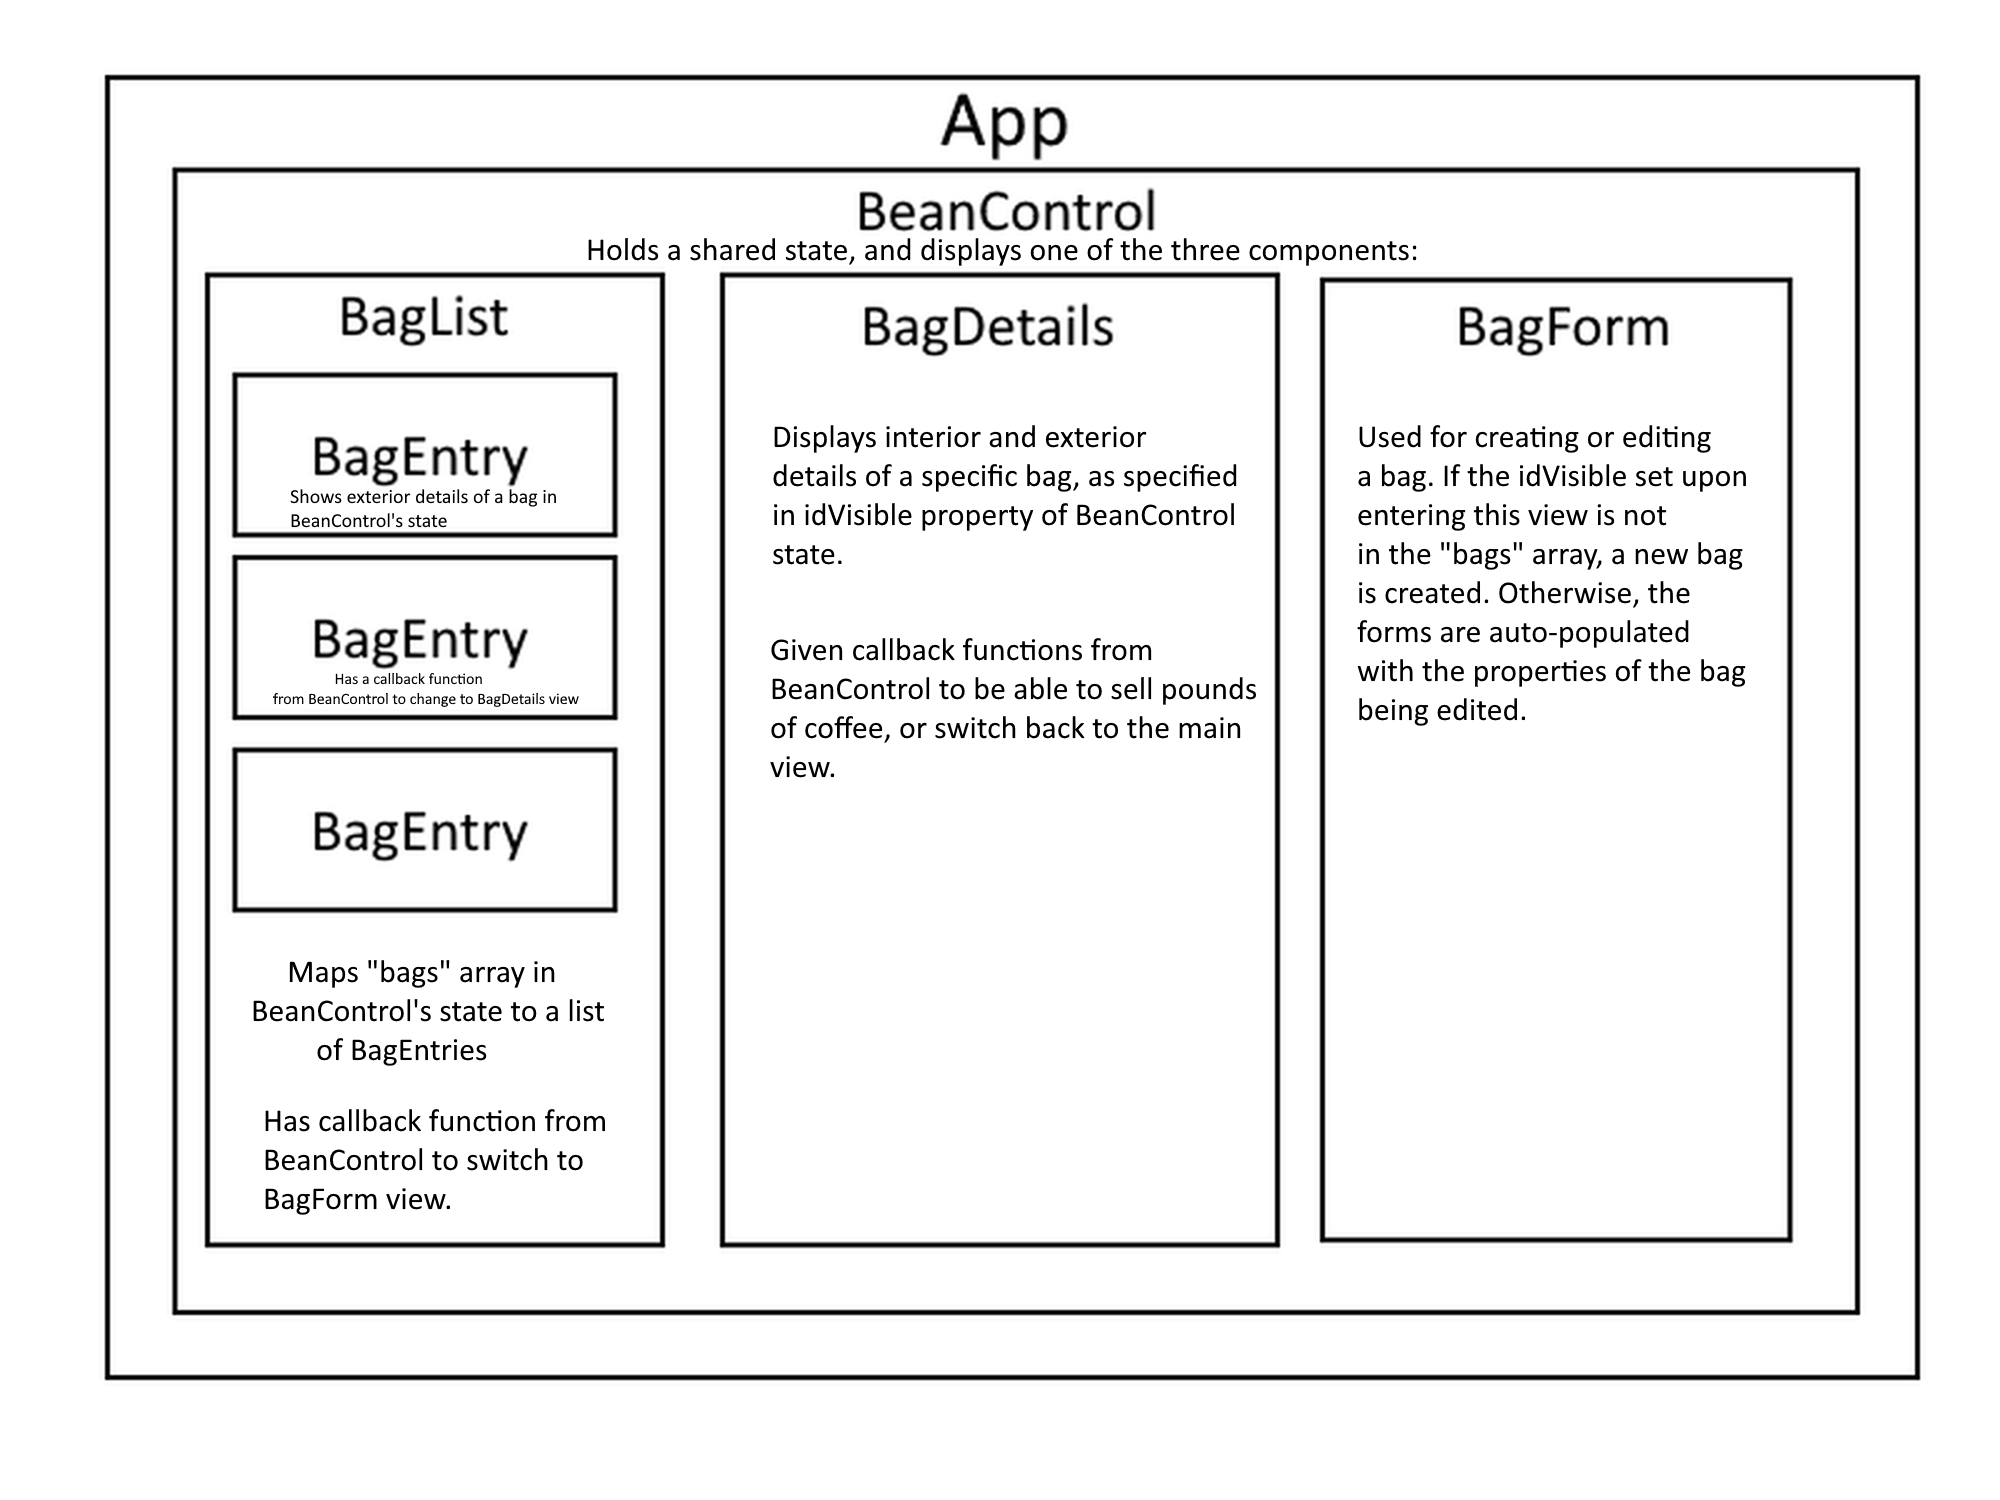 App
BeanControl
Holds a shared state, and displays one of the three components:
BagList
BagEntry
Shows exterior details of a bag in
BeanControl's state
BagEntry
Has a callback function
from BeanControl to change to BagDetails view
BagEntry
Maps "bags" array in
BeanControl's state to a list
of BagEntries
Has callback function from
BeanControl to switch to
BagForm view.
BagDetails
Displays interior and exterior
details of a specific bag, as specified
in idVisible property of BeanControl
state.
Given callback functions from
BeanControl to be able to sell pounds
of coffee, or switch back to the main
view.
BagForm
Used for creating or editing
a bag. If the idVisible set upon
entering this view is not
in the "bags" array, a new bag
is created. Otherwise, the
forms are auto-populated
with the properties of the bag
being edited.